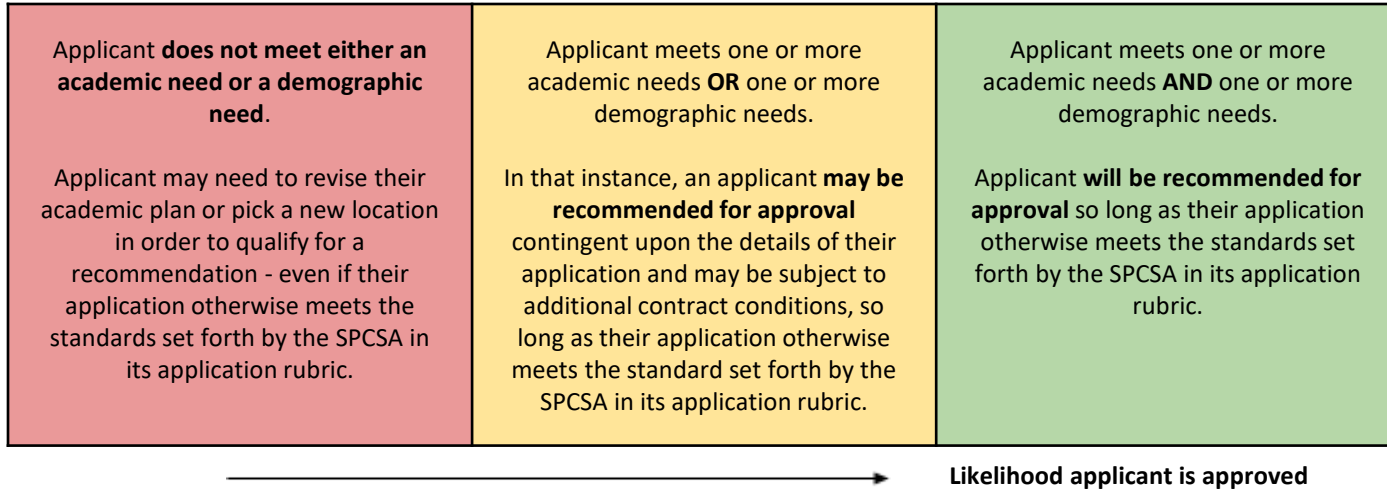 Applicant does not meet either an
academic need or a demographic
need.
Applicant may need to revise their
academic plan or pick a new location
in order to qualify for a
recommendation - even if their
application otherwise meets the
standards set forth by the SPCSA in
its application rubric.
Applicant meets one or more
academic needs OR one or more
demographic needs.
In that instance, an applicant may be
recommended for approval
contingent upon the details of their
application and may be subject to
additional contract conditions, so
long as their application otherwise
meets the standard set forth by the
SPCSA in its application rubric.
Applicant meets one or more
academic needs AND one or more
demographic needs.
Applicant will be recommended for
approval so long as their application
otherwise meets the standards set
forth by the SPCSA in its application
rubric.
Likelihood applicant is approved